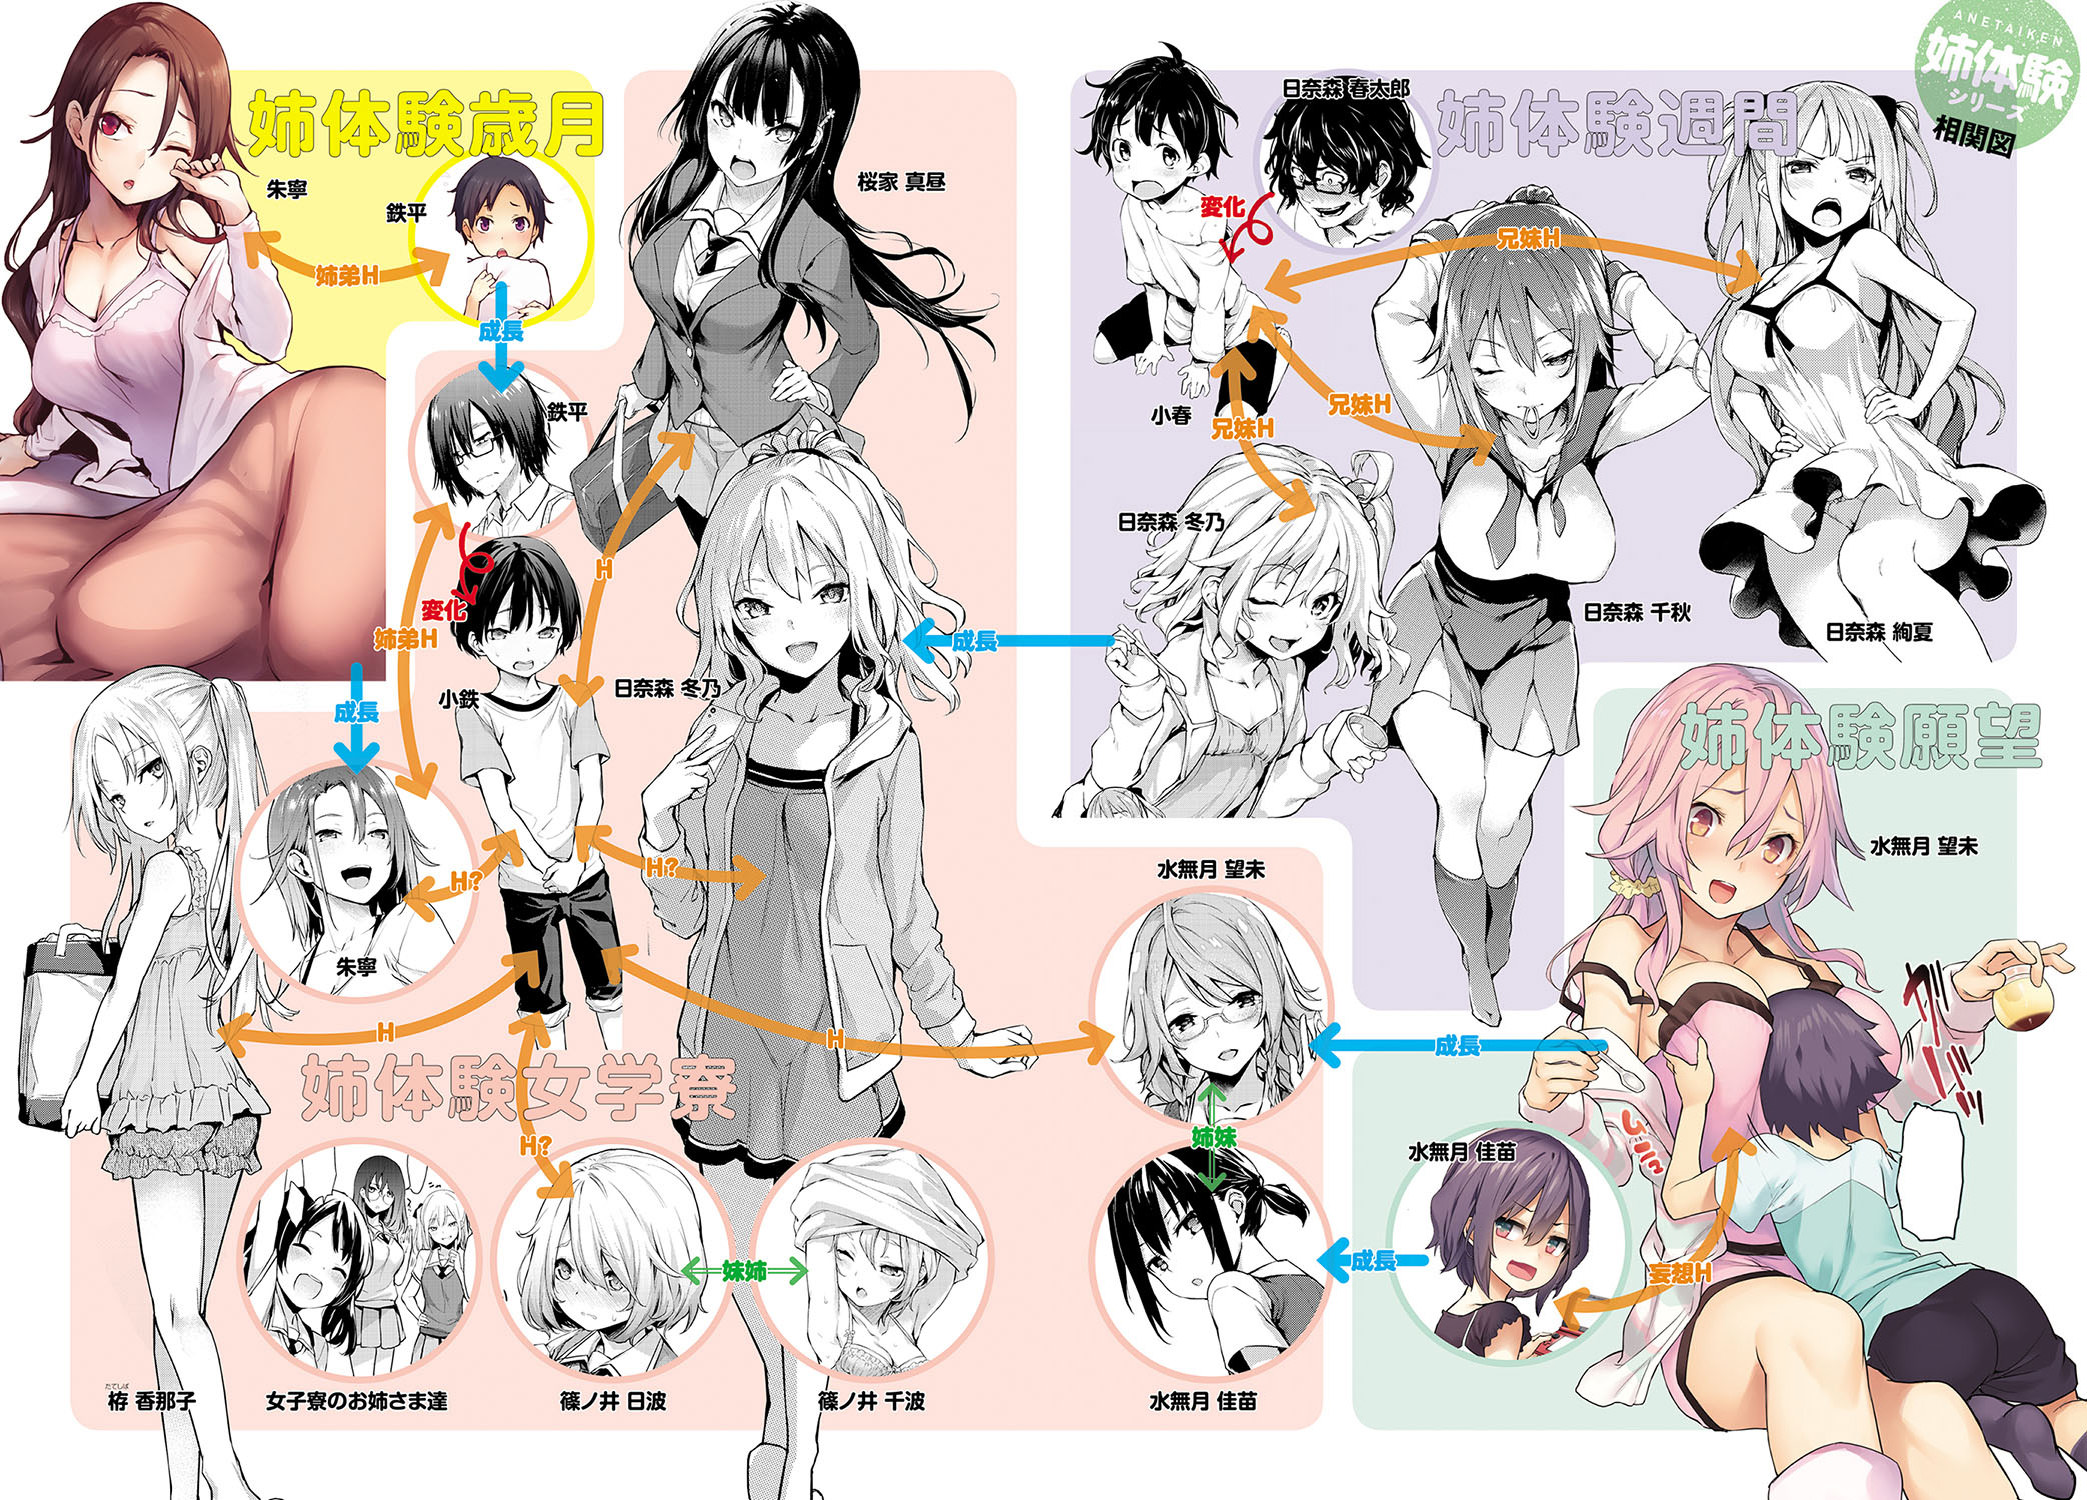 ANETAIKEN
姉体験
シリーズ
相関図
姉体験歳月
朱寧
鉄平
姉弟H
成長
桜家 真昼
鉄平
変化
姉弟H
H
小鉄
日奈森 冬乃
成長
朱寧
H?
H?
H
H
H?
姉体験女学寮
たてしば
栫 香那子
女子寮のお姉さま達
篠ノ井 日波
妹姉
篠ノ井 千波
水無月 望未
姉妹
水無月 佳苗
姉体験週間
日奈森 春太郎
変化
小春
兄妹H
兄妹H
兄妹H
日奈森 冬乃
日奈森 千秋
日奈森 絢夏
成長
姉体験願望
水無月 望未
成長
水無月 佳苗
成長
妄想H